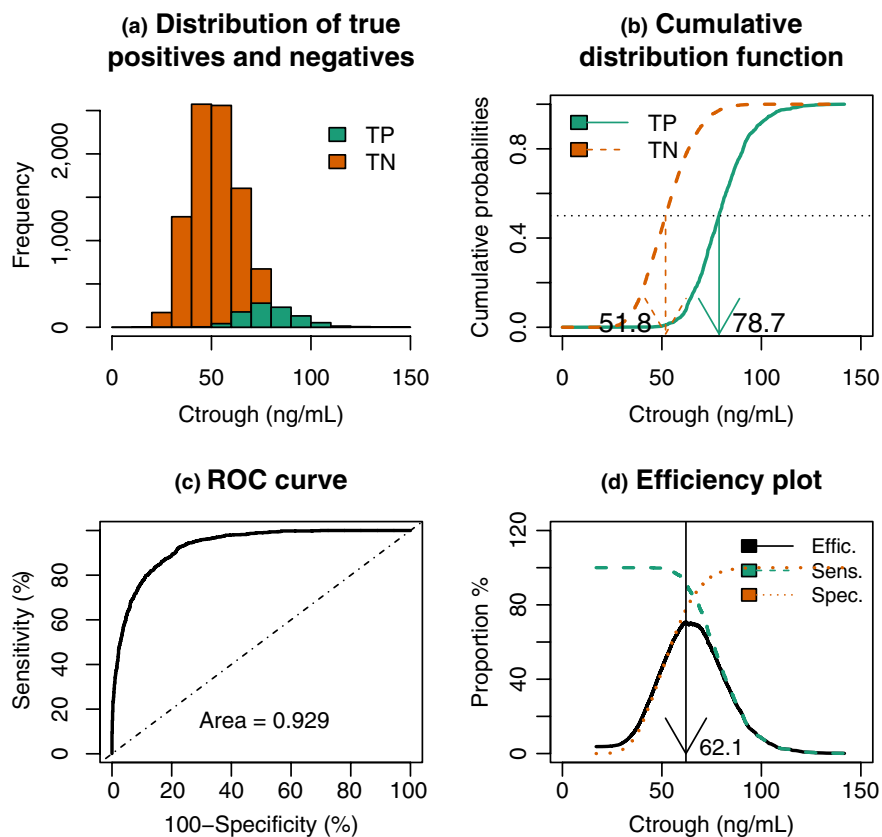 (a) Distribution of true
positives and negatives
2,000
1,000
0
Frequency
TP
TN
0 50 100 150
Ctrough (ng/mL)
(b) Cumulative
distribution function
0.8
0.4
0.0
Cumulative probabilities
TP
TN
51.8
78.7
0 50 100 150
Ctrough (ng/mL)
(c) ROC curve
80
60
40
20
0
Sensitivity (%)
Area = 0.929
0 20 40 60 80 100
100−Specificity (%)
(d) Efficiency plot
120
80
40
0
Proportion %
Effic.
Sens.
Spec.
62.1
0 50 100 150
Ctrough (ng/mL)